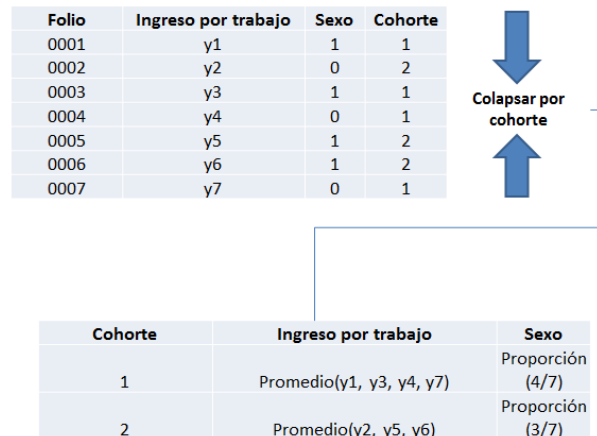 Folio Ingreso por trabajo Sexo Cohorte
0001 y1 1 1
0002 y2 0 2
0003 y3 1 1
0004 y4 0 1
0005 y5 1 2
0006 y6 1 2
0007 y7 0 1
Colapsar por
cohorte
Cohorte Ingreso por trabajo Sexo
1 Promedio(y1, y3, y4, y7) Proporción
(4/7)
2 Promedio(y2, y5, y6) Proporción
(3/7)